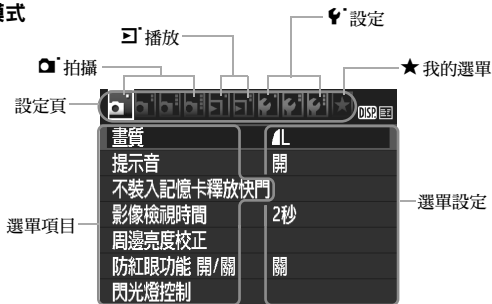 模式
設定
播放
拍攝
我的選單
設定頁
DISP.
畫質 L
提示音 開
不裝入記憶卡釋放快門
影像檢視時間 2秒
選單設定
選單項目
周邊亮度校正
防紅眼功能 開/關 關
閃光燈控制